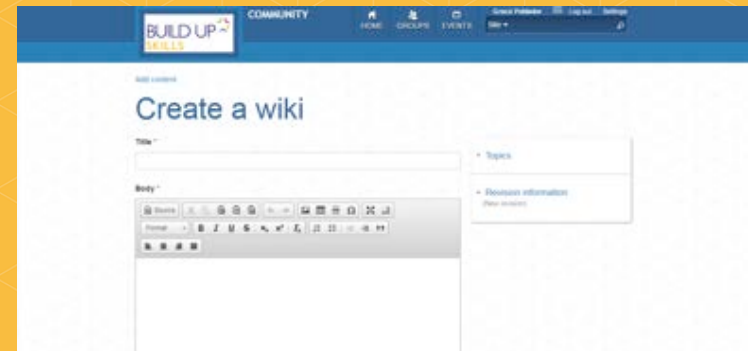 COMMUNITY
HOME GROUPS EVENTS
Log out Settings
Site
BUILD UP
SKILLS
Add content
Create a wiki
Title *
Topics
Revision information
Body *
Source
Format
B I U S